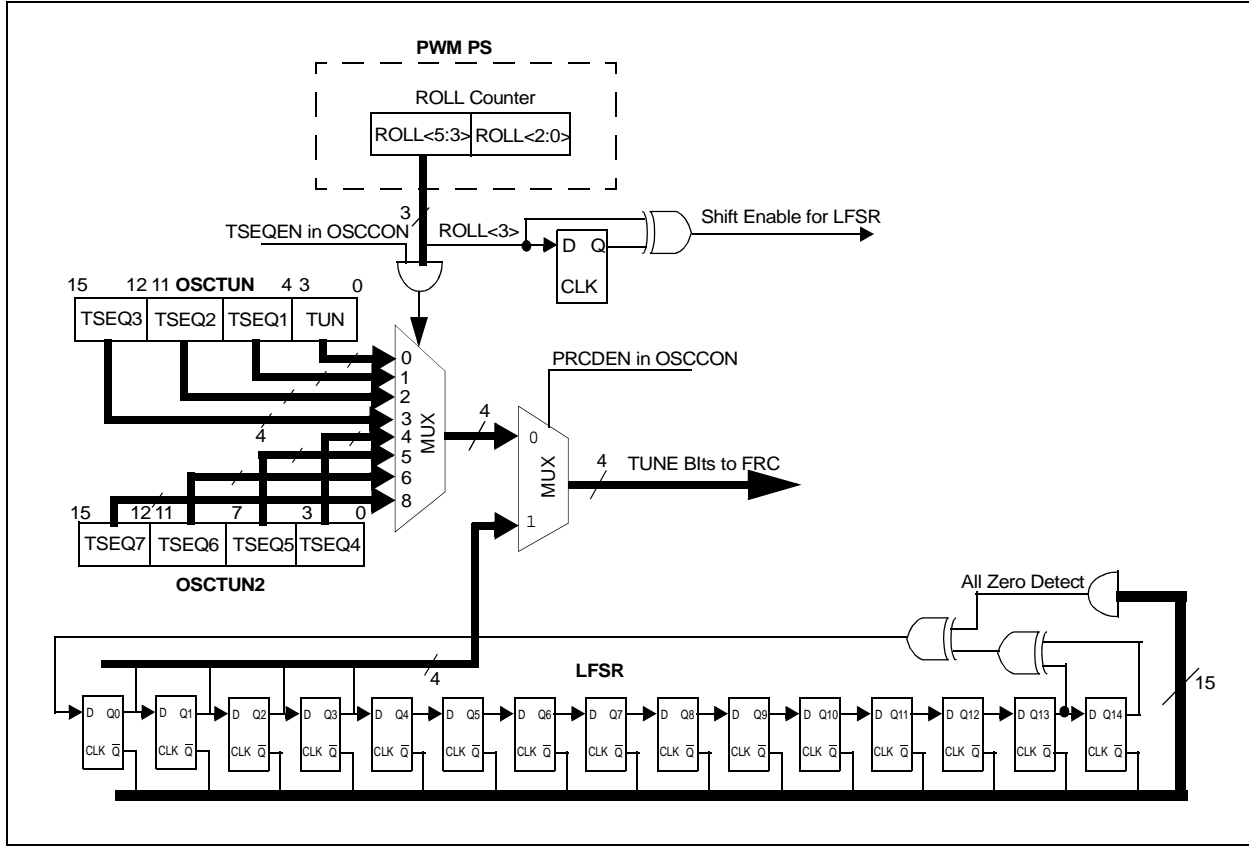 PWM PS
ROLL Counter
ROLL<5:3> ROLL<2:0>
3
TSEQEN in OSCCON
ROLL<3>
Shift Enable for LFSR
D Q
CLK
15 12 11 OSCTUN 4 3 0
TSEQ3 TSEQ2 TSEQ1 TUN
0
1
2
3
4
5
6
8
MUX
4
4
PRCDEN in OSCCON
0
1
MUX
4
TUNE BIts to FRC
15 12 11 7 3 0
TSEQ7 TSEQ6 TSEQ5 TSEQ4
OSCTUN2
All Zero Detect
4
LFSR
15
D Q0 D Q1 D Q2 D Q3 D Q4 D Q5 D Q6 D Q7 D Q8 D Q9 D Q10 D Q11 D Q12 D Q13 D Q14
CLK Q̅ CLK Q̅ CLK Q̅ CLK Q̅ CLK Q̅ CLK Q̅ CLK Q̅ CLK Q̅ CLK Q̅ CLK Q̅ CLK Q̅ CLK Q̅ CLK Q̅ CLK Q̅ CLK Q̅